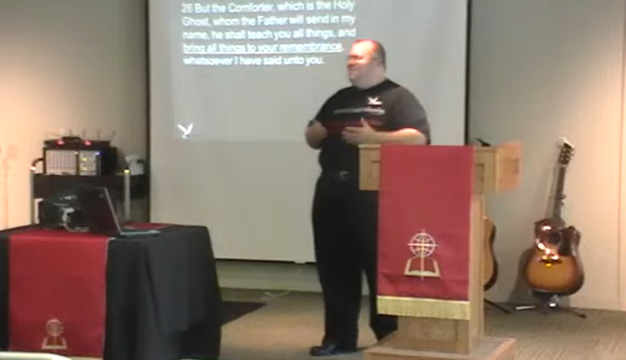 26 But the Comforter, which is the Holy
Ghost, whom the Father will send in my
name, he shall teach you all things, and
bring all things to your remembrance,
whatsoever I have said unto you.